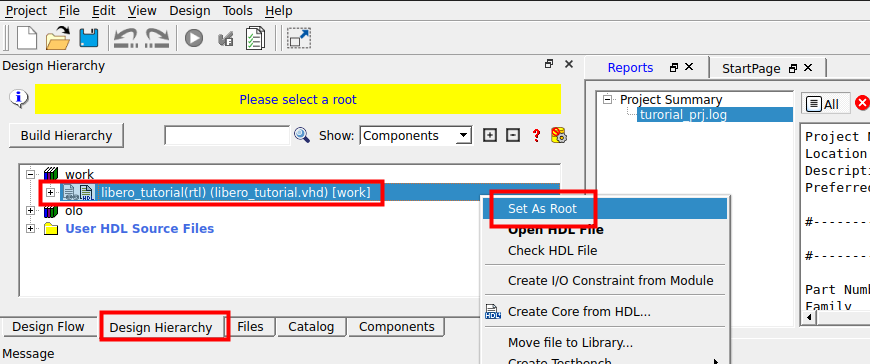 Project File Edit View Design Tools Help
Design Hierarchy
Reports
StartPage
Please select a root
Project Summary
turorial_prj.log
All
Build Hierarchy
Show: Components
work
libero_tutorial(rtl) (libero_tutorial.vhd) [work]
olo
User HDL Source Files
Set As Root
Open HDL File
Check HDL File
Create I/O Constraint from Module
HDL Create Core from HDL...
Move file to Library...
Create Testbench
Project N
Location
Descripti
Preferred
#-------
#-------
Part Numb
Family
Design Flow
Design Hierarchy
Files
Catalog
Components
Message